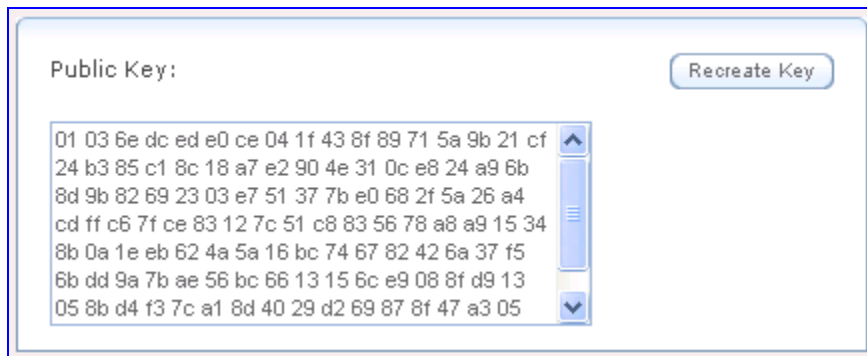 Public Key:
Recreate Key
01 03 6e dc ed e0 ce 04 1f 43 8f 89 71 5a 9b 21 cf
24 b3 85 c1 8c 18 a7 e2 90 4e 31 0c e8 24 a9 6b
8d 9b 82 69 23 03 e7 51 37 7b e0 68 2f 5a 26 a4
cd ff c6 7f ce 83 12 7c 51 c8 83 56 78 a8 a9 15 34
8b 0a 1e eb 62 4a 5a 16 bc 74 67 82 42 6a 37 f5
6b dd 9a 7b ae 56 bc 66 13 15 6c e9 08 8f d9 13
05 8b d4 f3 7c a1 8d 40 29 d2 69 87 8f 47 a3 05